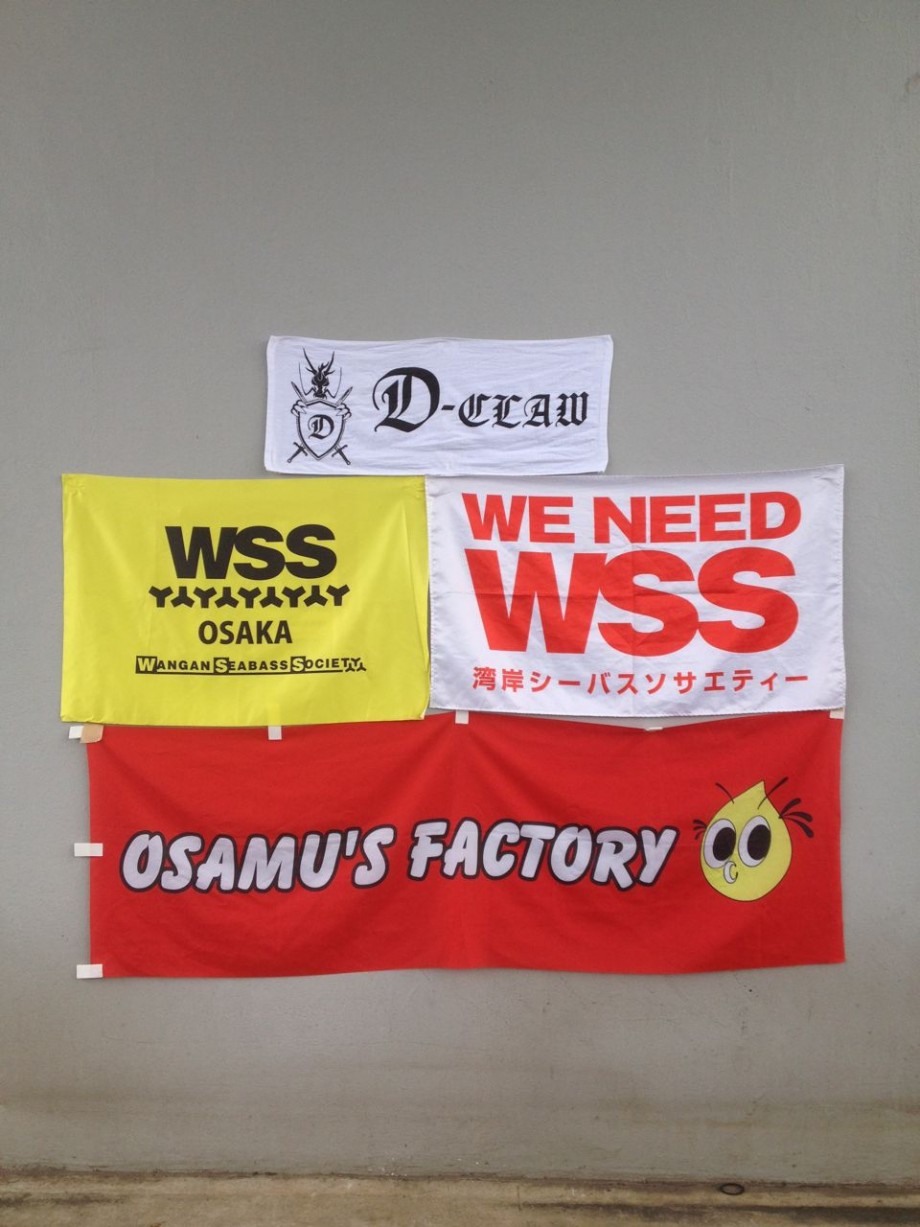 D
D-CLAW
WSS
OSAKA
WANGAN SEABASS SOCIETY
WE NEED
WSS
湾岸シーバスソサエティー
OSAMU'S FACTORY